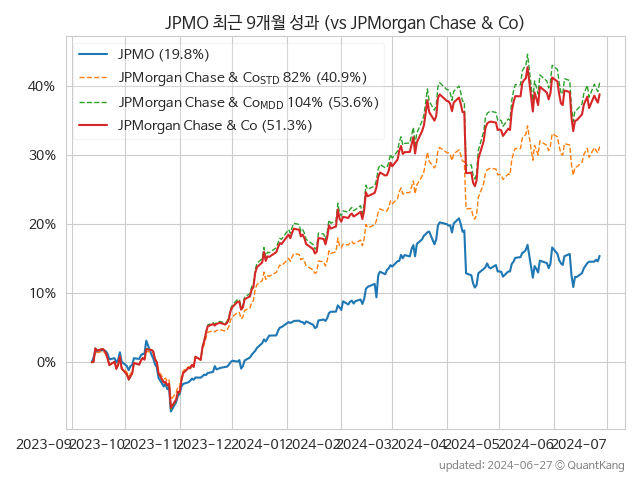 JPMO 최근 9개월 성과 (vs JPMorgan Chase & Co)
JPMO (19.8%)
JPMorgan Chase & CoSTD 82% (40.9%)
JPMorgan Chase & CoMDD 104% (53.6%)
JPMorgan Chase & Co (51.3%)
40%
30%
20%
10%
0%
2023-09 2023-10 2023-11 2023-12 2024-01 2024-02 2024-03 2024-04 2024-05 2024-06 2024-07
updated: 2024-06-27 © QuantKang